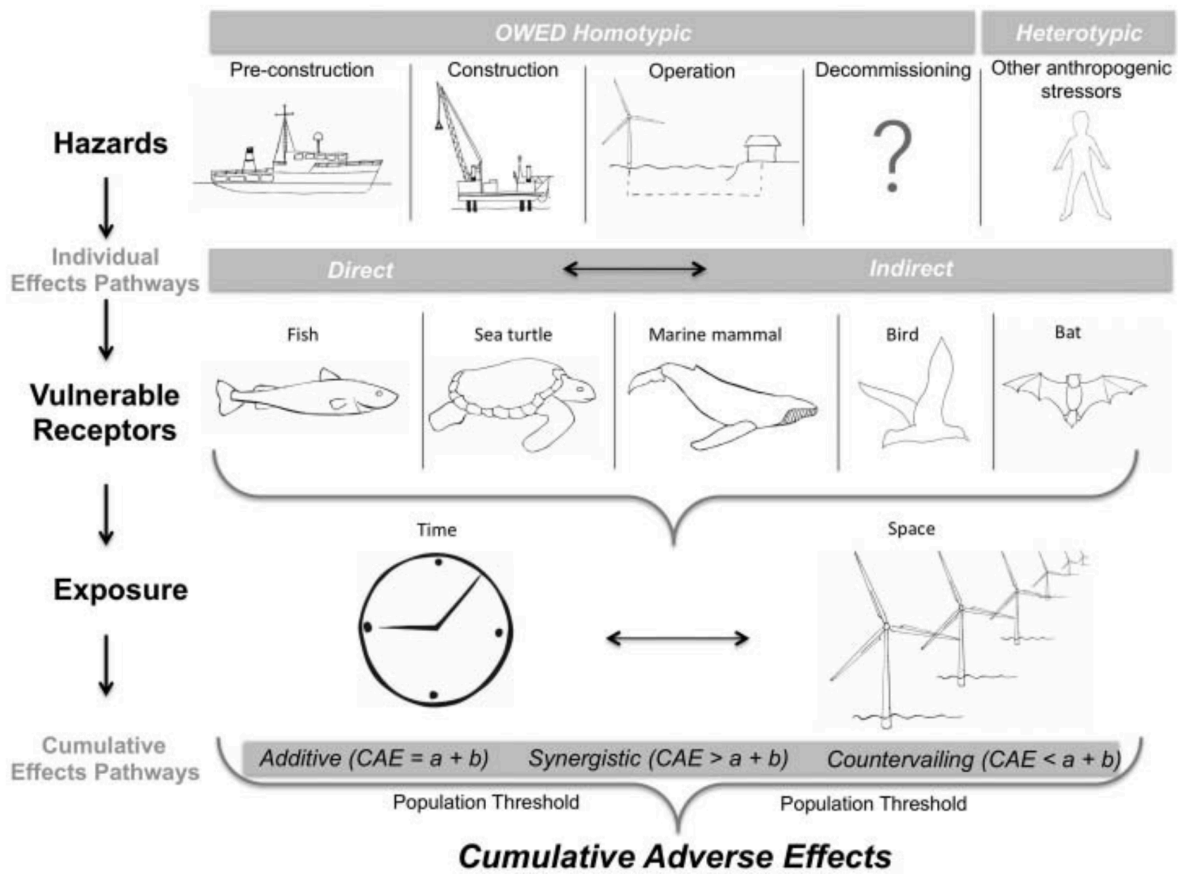 OWED Homotypic
Heterotypic
Pre-construction
Construction
Operation
Decommissioning
Other anthropogenic
stressors
Hazards
?
Individual
Effects Pathways
Direct
Indirect
Fish
Sea turtle
Marine mammal
Bird
Bat
Vulnerable
Receptors
Time
Space
Exposure
Cumulative
Effects Pathways
Additive (CAE = a + b)
Synergistic (CAE > a + b)
Countervailing (CAE < a + b)
Population Threshold
Population Threshold
Cumulative Adverse Effects